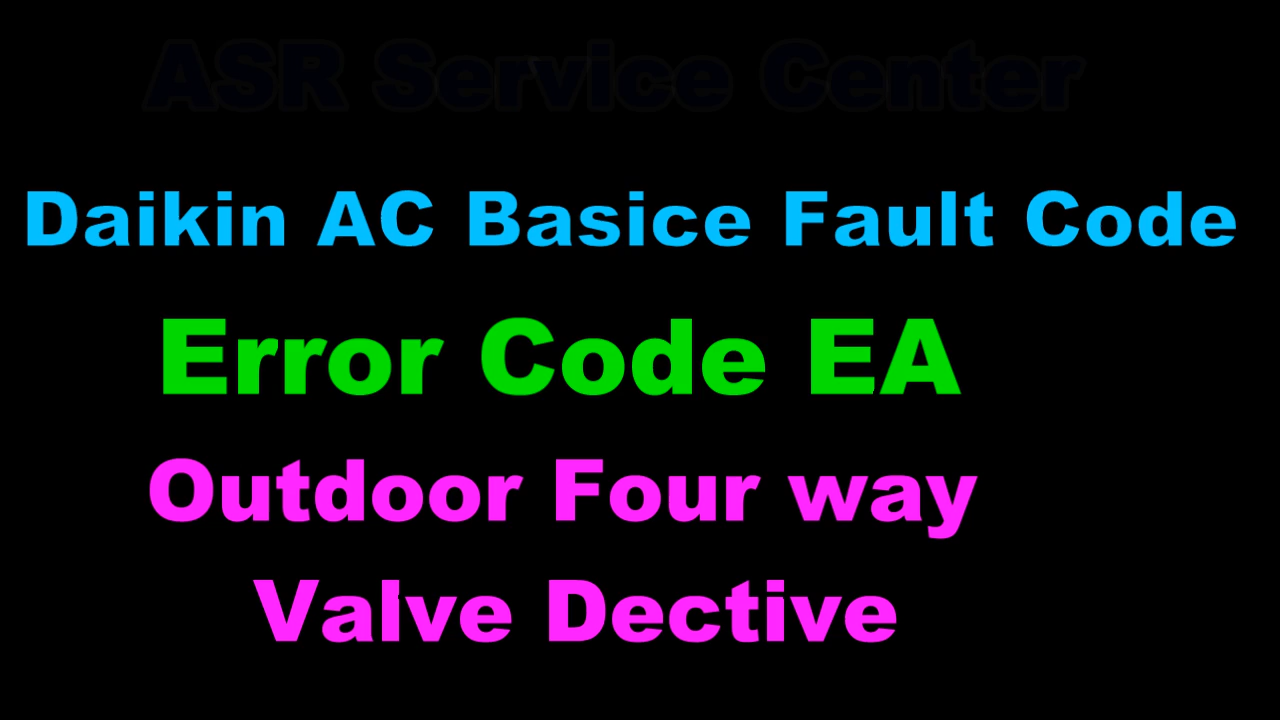 ASR Service Center
Daikin AC Basice Fault Code
Error Code EA
Outdoor Four way
Valve Dective